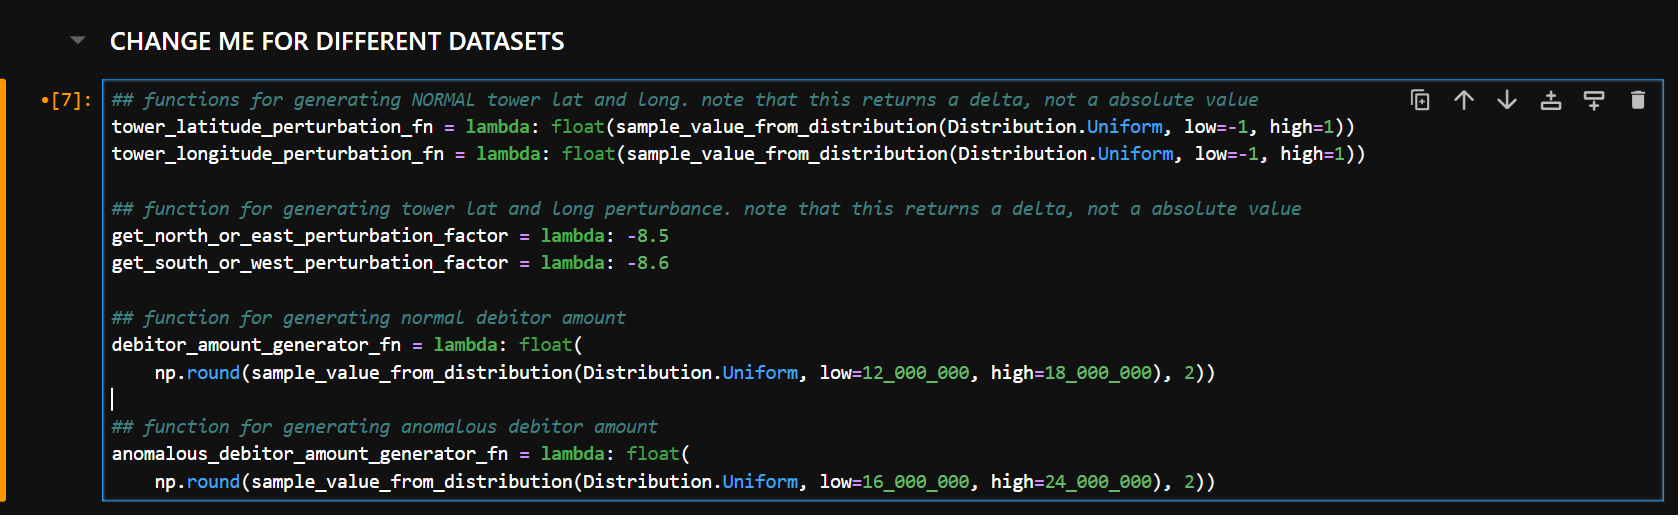 CHANGE ME FOR DIFFERENT DATASETS
•[7]:
## functions for generating NORMAL tower lat and long. note that this returns a delta, not a absolute value
tower_latitude_perturbation_fn = lambda: float(sample_value_from_distribution(Distribution.Uniform, low=-1, high=1))
tower_longitude_perturbation_fn = lambda: float(sample_value_from_distribution(Distribution.Uniform, low=-1, high=1))
## function for generating tower lat and long perturbance. note that this returns a delta, not a absolute value
get_north_or_east_perturbation_factor = lambda: -8.5
get_south_or_west_perturbation_factor = lambda: -8.6
## function for generating normal debitor amount
debitor_amount_generator_fn = lambda: float(
    np.round(sample_value_from_distribution(Distribution.Uniform, low=12_000_000, high=18_000_000), 2))
## function for generating anomalous debitor amount
anomalous_debitor_amount_generator_fn = lambda: float(
    np.round(sample_value_from_distribution(Distribution.Uniform, low=16_000_000, high=24_000_000), 2))